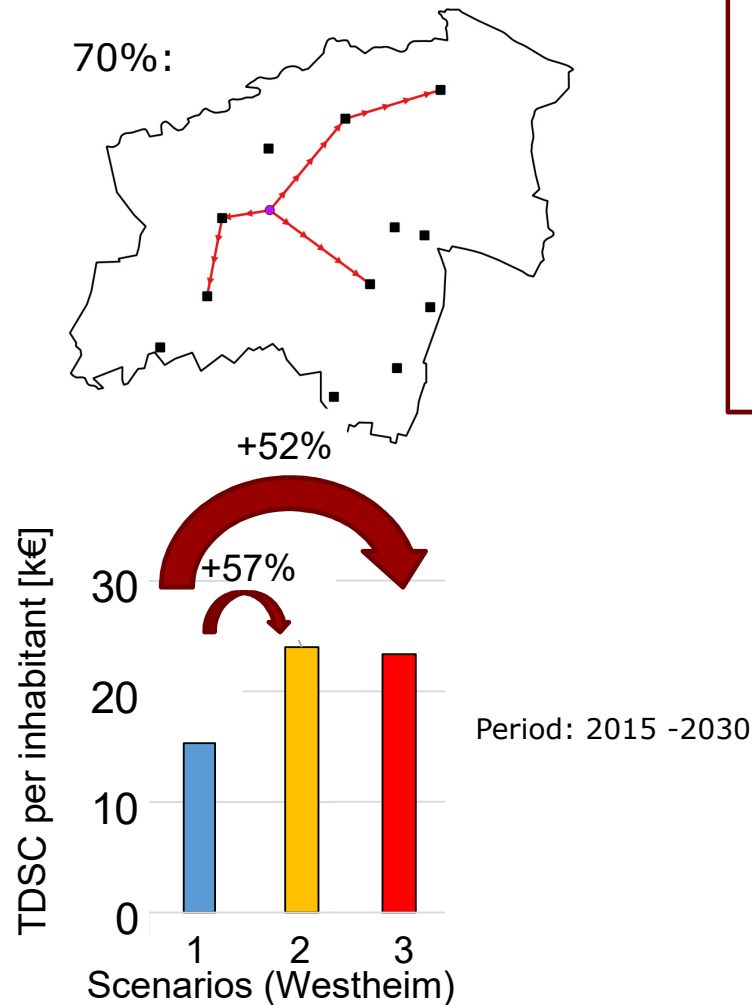 70%:
+52%
+57%
TDSC per inhabitant [k€]
30
20
10
0
Period: 2015 -2030
1 2 3
Scenarios (Westheim)